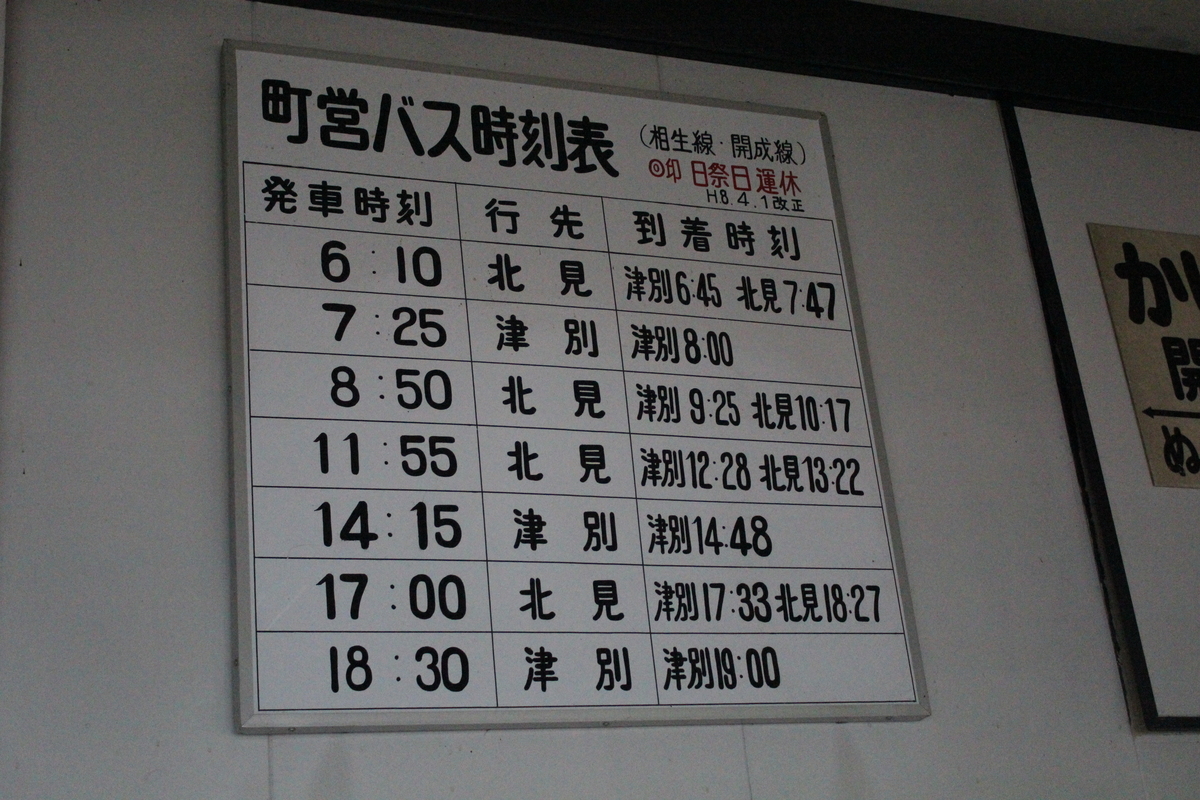 町営バス時刻表
(相生線・開成線)
◎印 日祭日運休
H8.4.1改正
発車時刻 行先 到着時刻
6:10 北見 津別6:45 北見7:47
7:25 津別 津別8:00
8:50 北見 津別9:25 北見10:17
11:55 北見 津別12:28 北見13:22
14:15 津別 津別14:48
17:00 北見 津別17:33 北見18:27
18:30 津別 津別19:00
か
開
ぬ